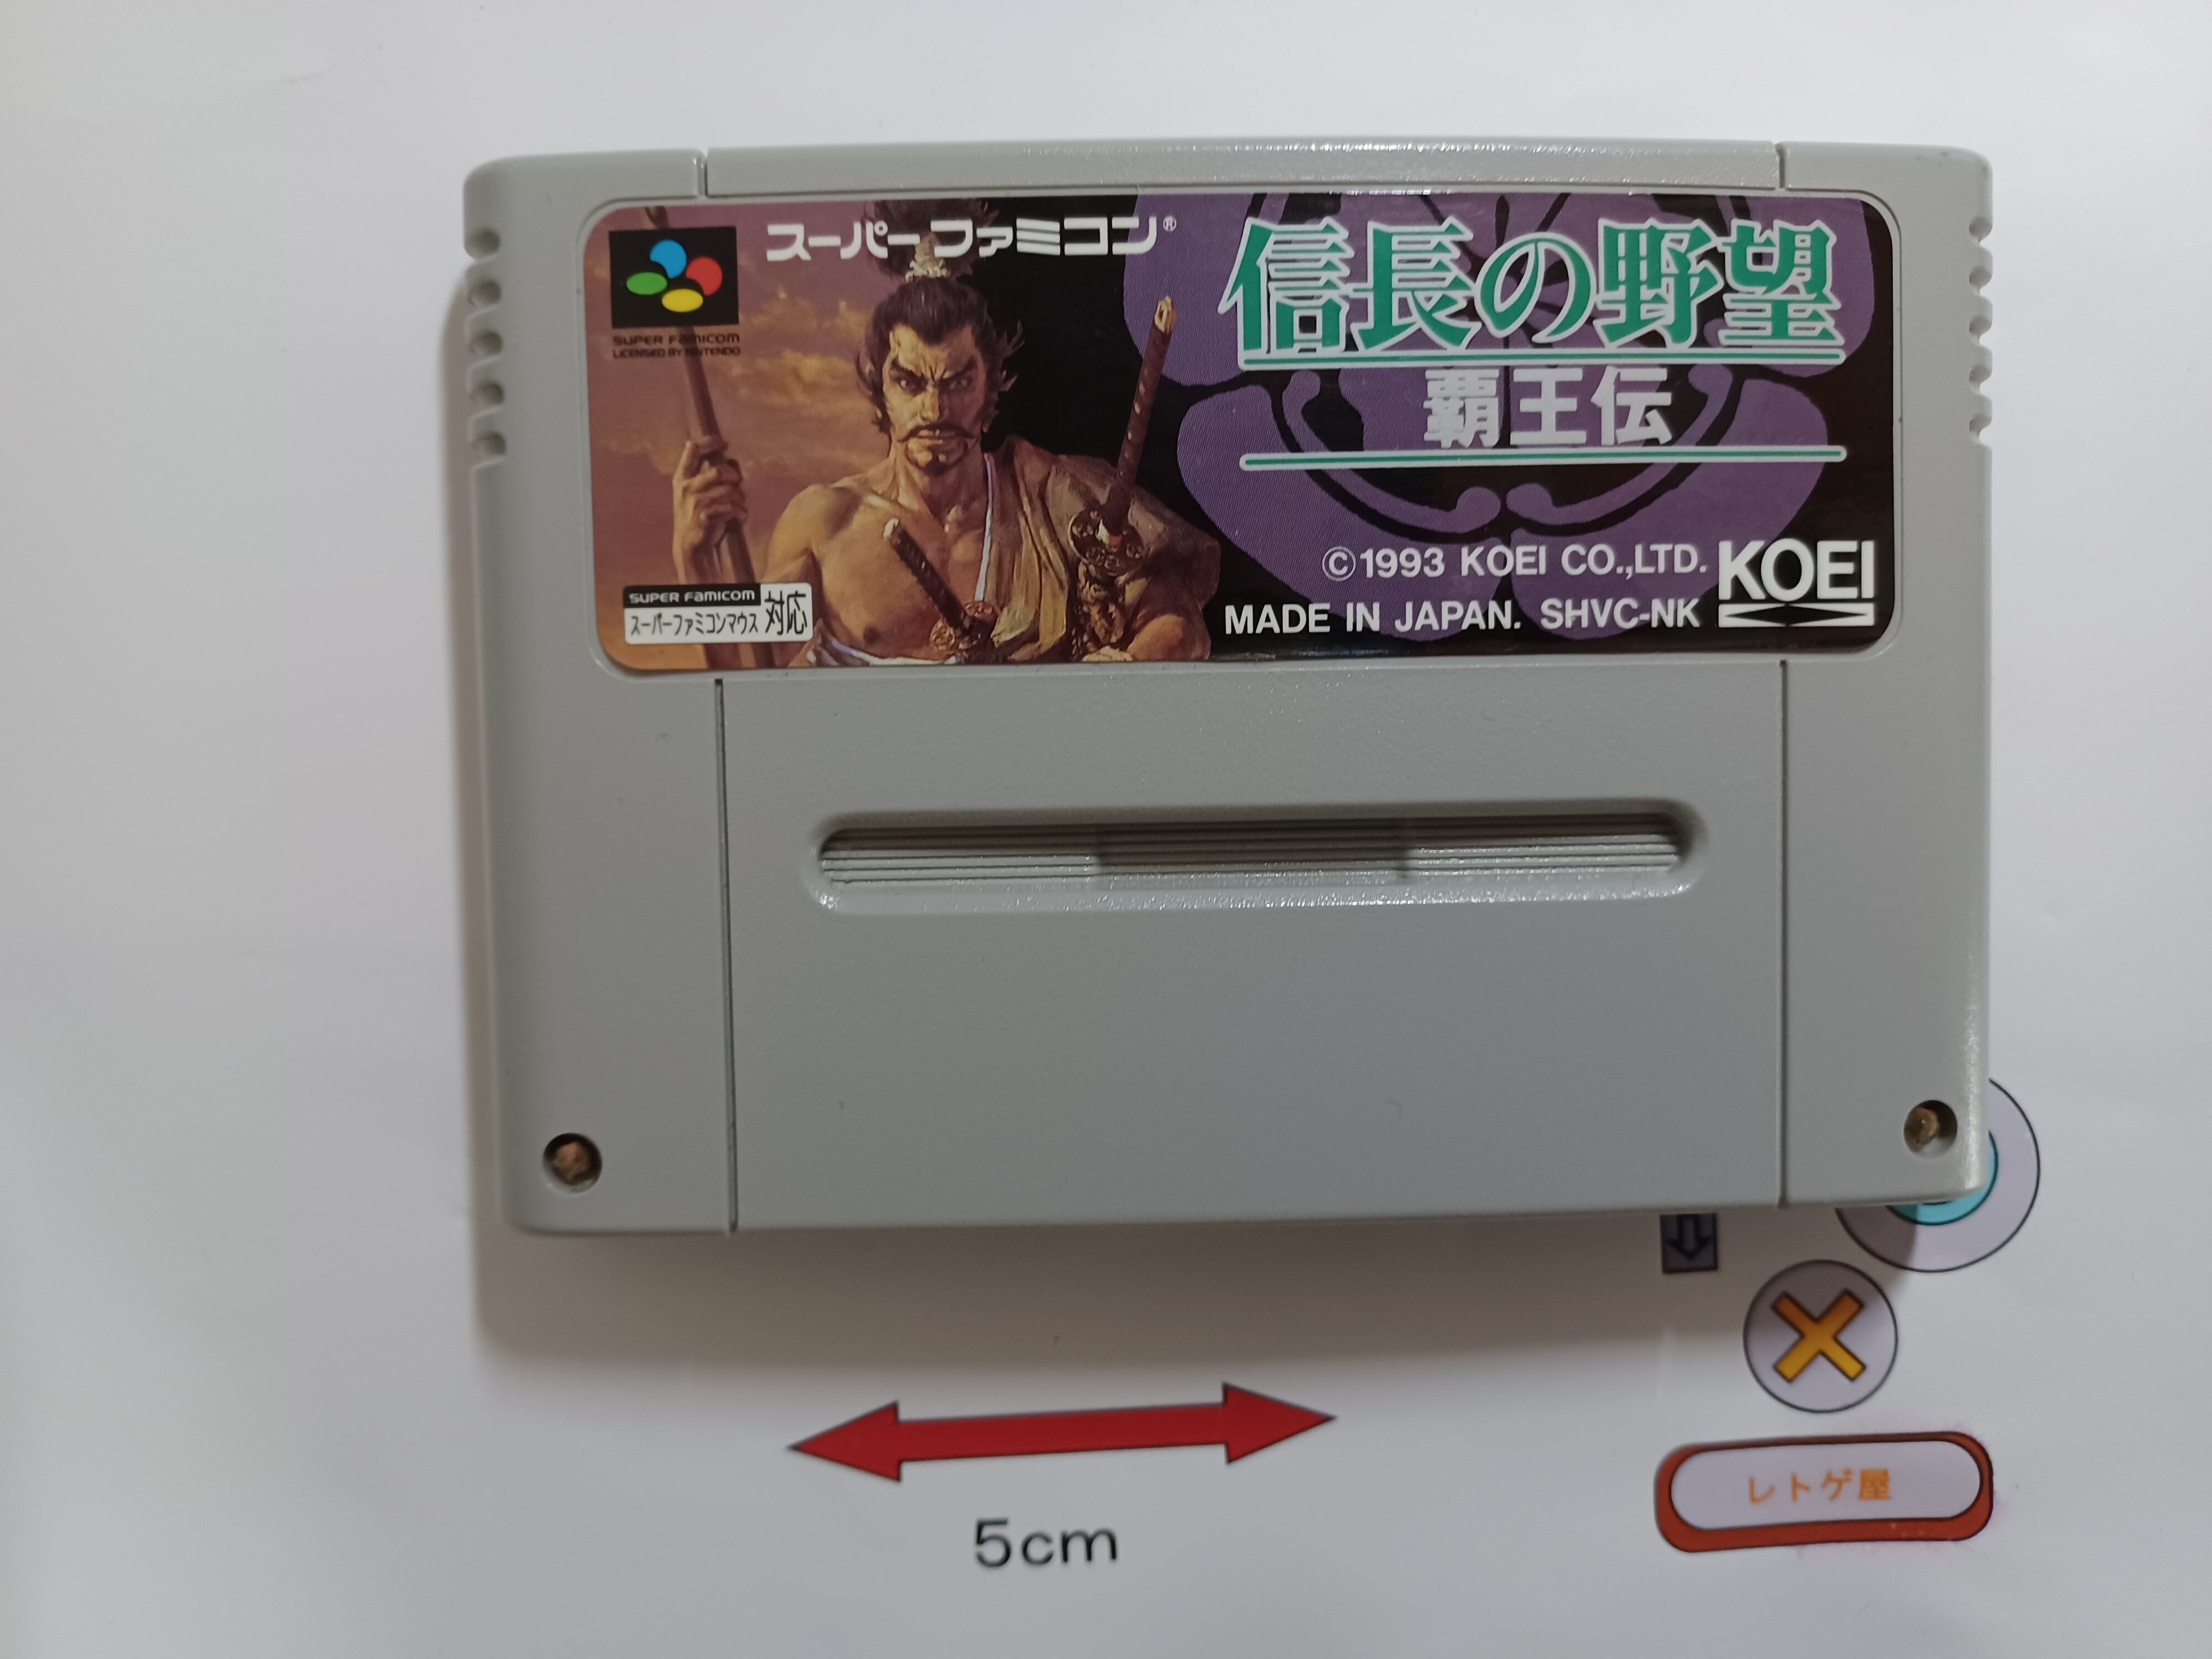 スーパーファミコン®
SUPER FAMICOM
LICENSED BY NINTENDO
信長の野望
覇王伝
SUPER FAMICOM
スーパーファミコンマウス対応
©1993 KOEI CO.,LTD.
MADE IN JAPAN. SHVC-NK
KOEI
レトゲ屋
5cm